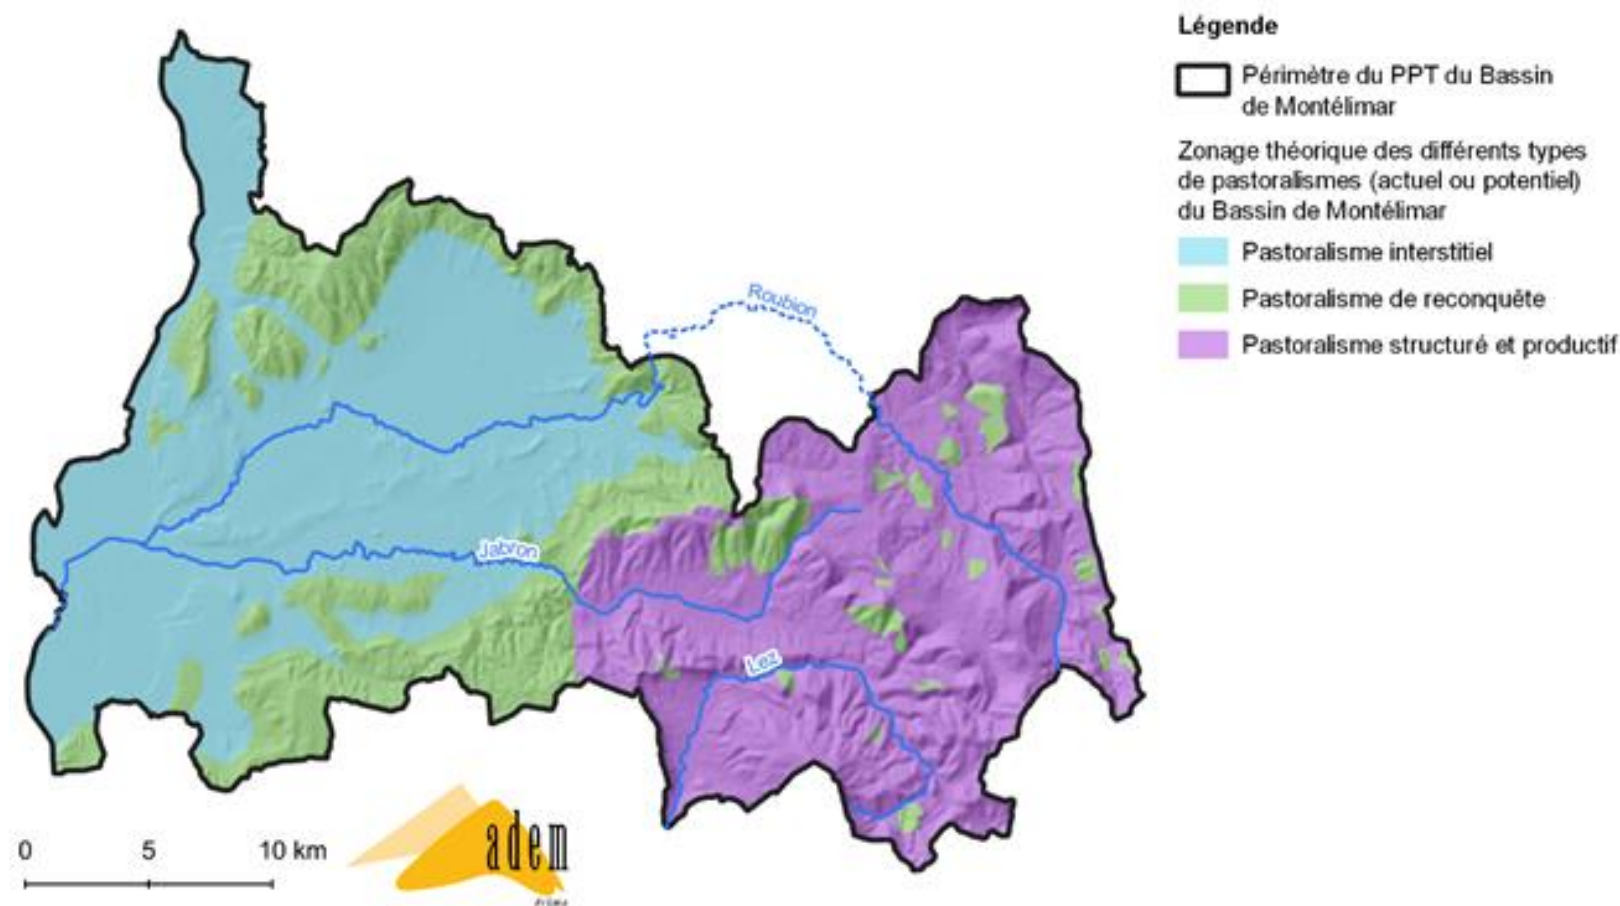 Légende
Périmètre du PPT du Bassin
de Montélimar
Zonage théorique des différents types
de pastoralismes (actuel ou potentiel)
du Bassin de Montélimar
Pastoralisme interstitiel
Pastoralisme de reconquête
Pastoralisme structuré et productif
Roubion
Jabron
Lez
0 5 10 km
adem